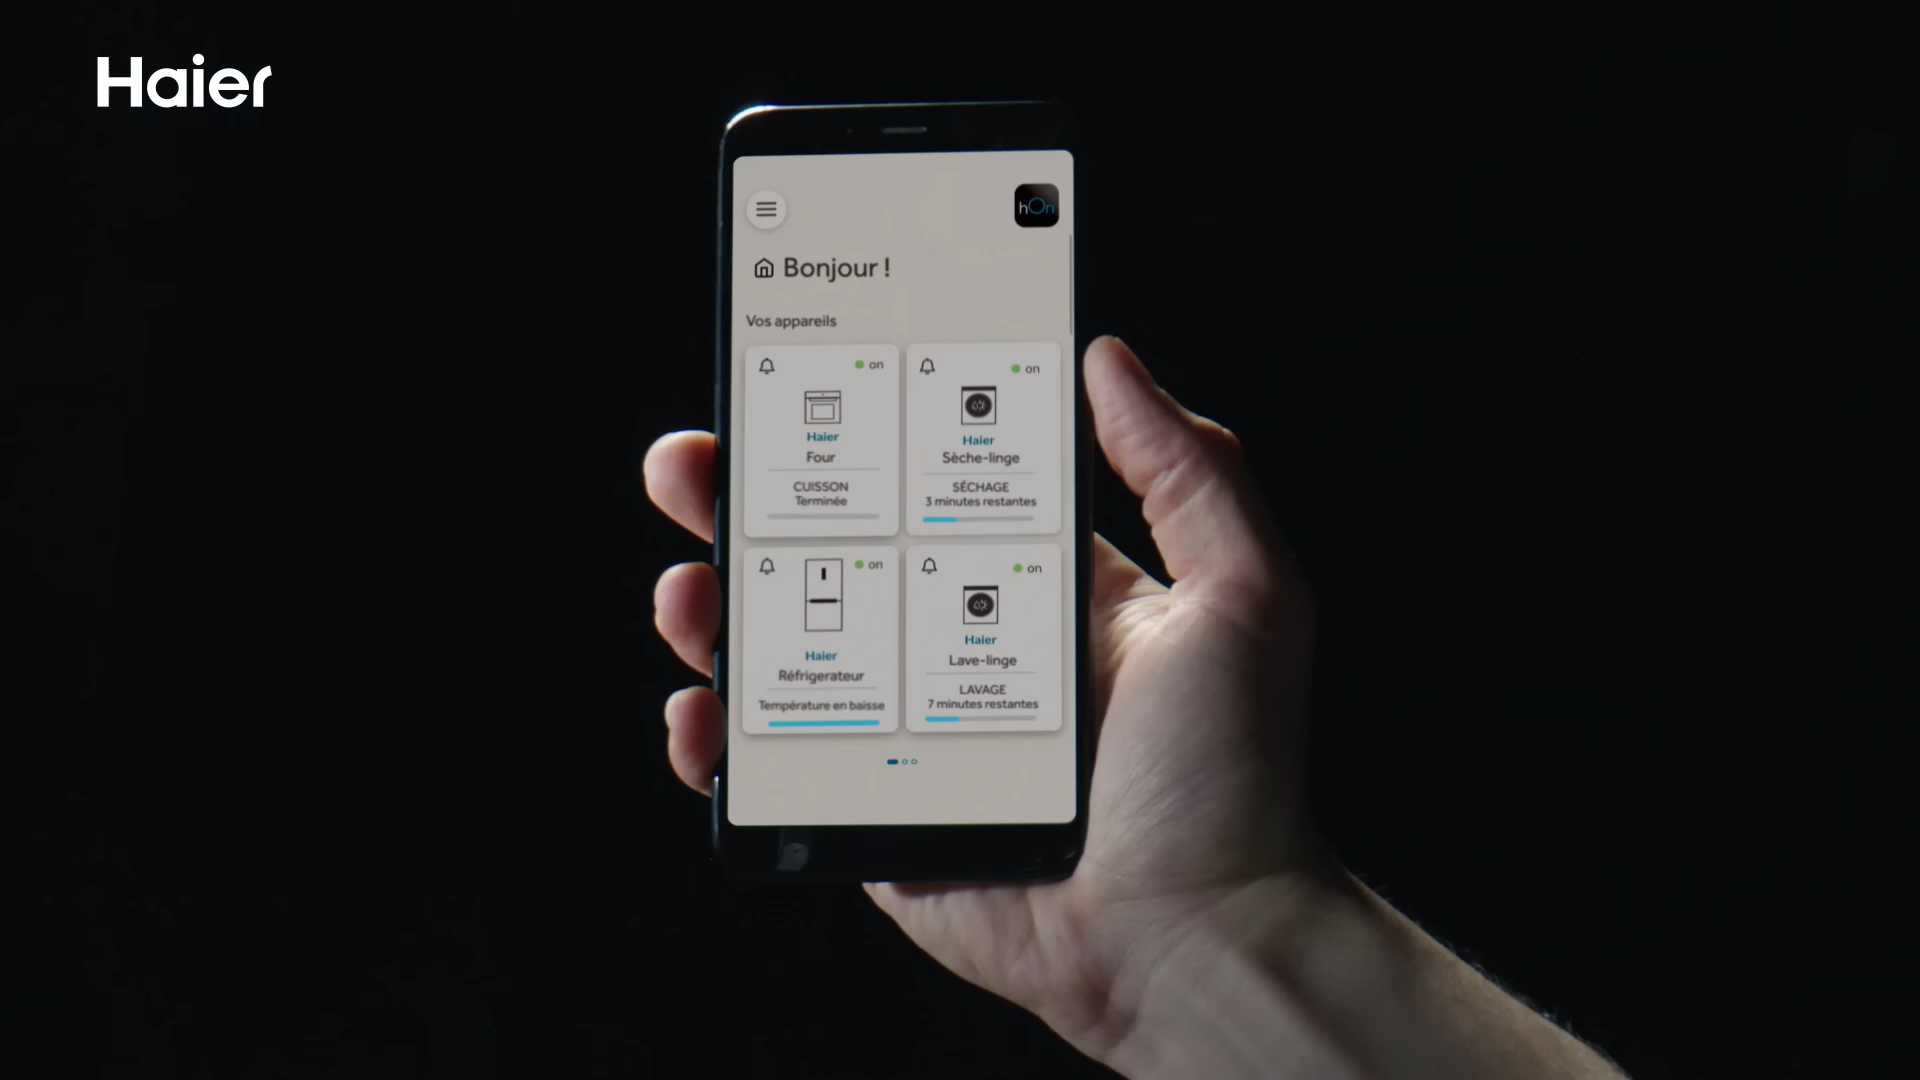 Haier
hOn
Bonjour !
Vos appareils
on
Haier
Four
CUISSON
Terminée
on
Haier
Sèche-linge
SÉCHAGE
3 minutes restantes
on
Haier
Réfrigerateur
Température en baisse
on
Haier
Lave-linge
LAVAGE
7 minutes restantes